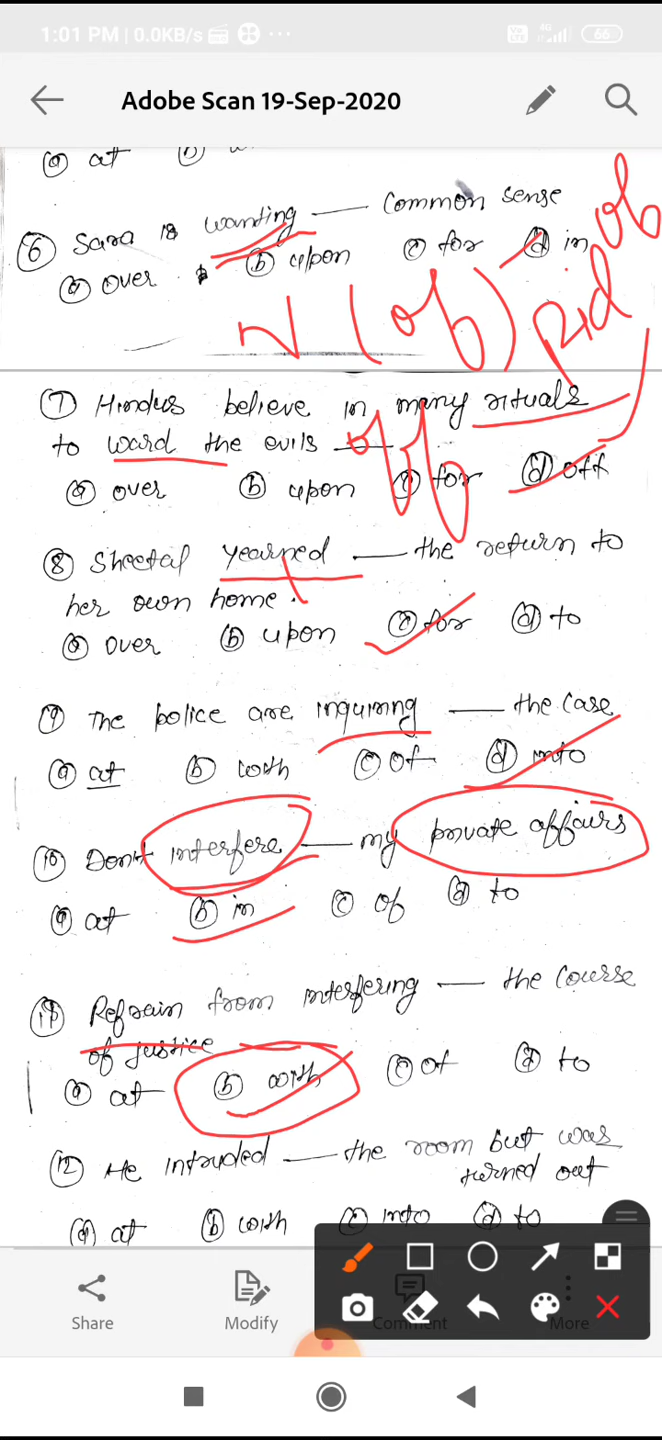 1:01 PM | 0.0KB/s
4G
66
Adobe Scan 19-Sep-2020
(a) at (b)
(6) Sara is wanting — Common sense
(a) over (b) upon (c) for (d) in
N (of) Rid of
(7) Hindus believe in many rituals
to ward the evils — off
(a) over (b) upon (c) for (d) off
(8) Sheetal yearned — the return to
her own home.
(a) over (b) upon (c) for (d) to
(9) The police are inquiring — the case
(a) at (b) with (c) of (d) into
(10) Don't interfere — my private affairs
(a) at (b) in (c) of (d) to
(11) Refrain from interfering — the course
of justice
(a) at (b) with (c) of (d) to
(12) He intruded — the room but was
turned out
(a) at (b) with (c) into (d) to
Share
Modify
Comment
More